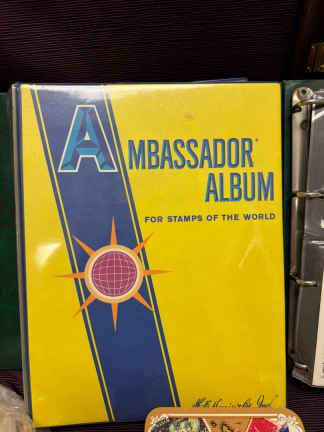 AMBASSADOR
ALBUM
FOR STAMPS OF THE WORLD